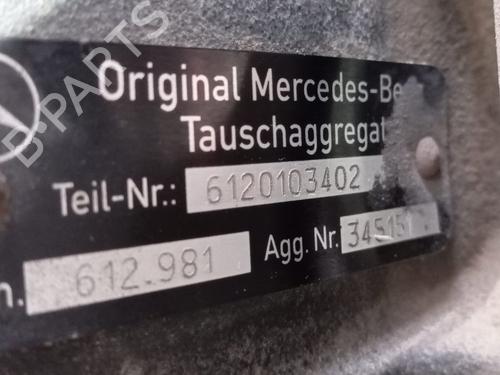 Original Mercedes-Be
Tauschaggregat
Teil-Nr.: 6120103402
n. 612.981 Agg. Nr. 345151
B-PARTS